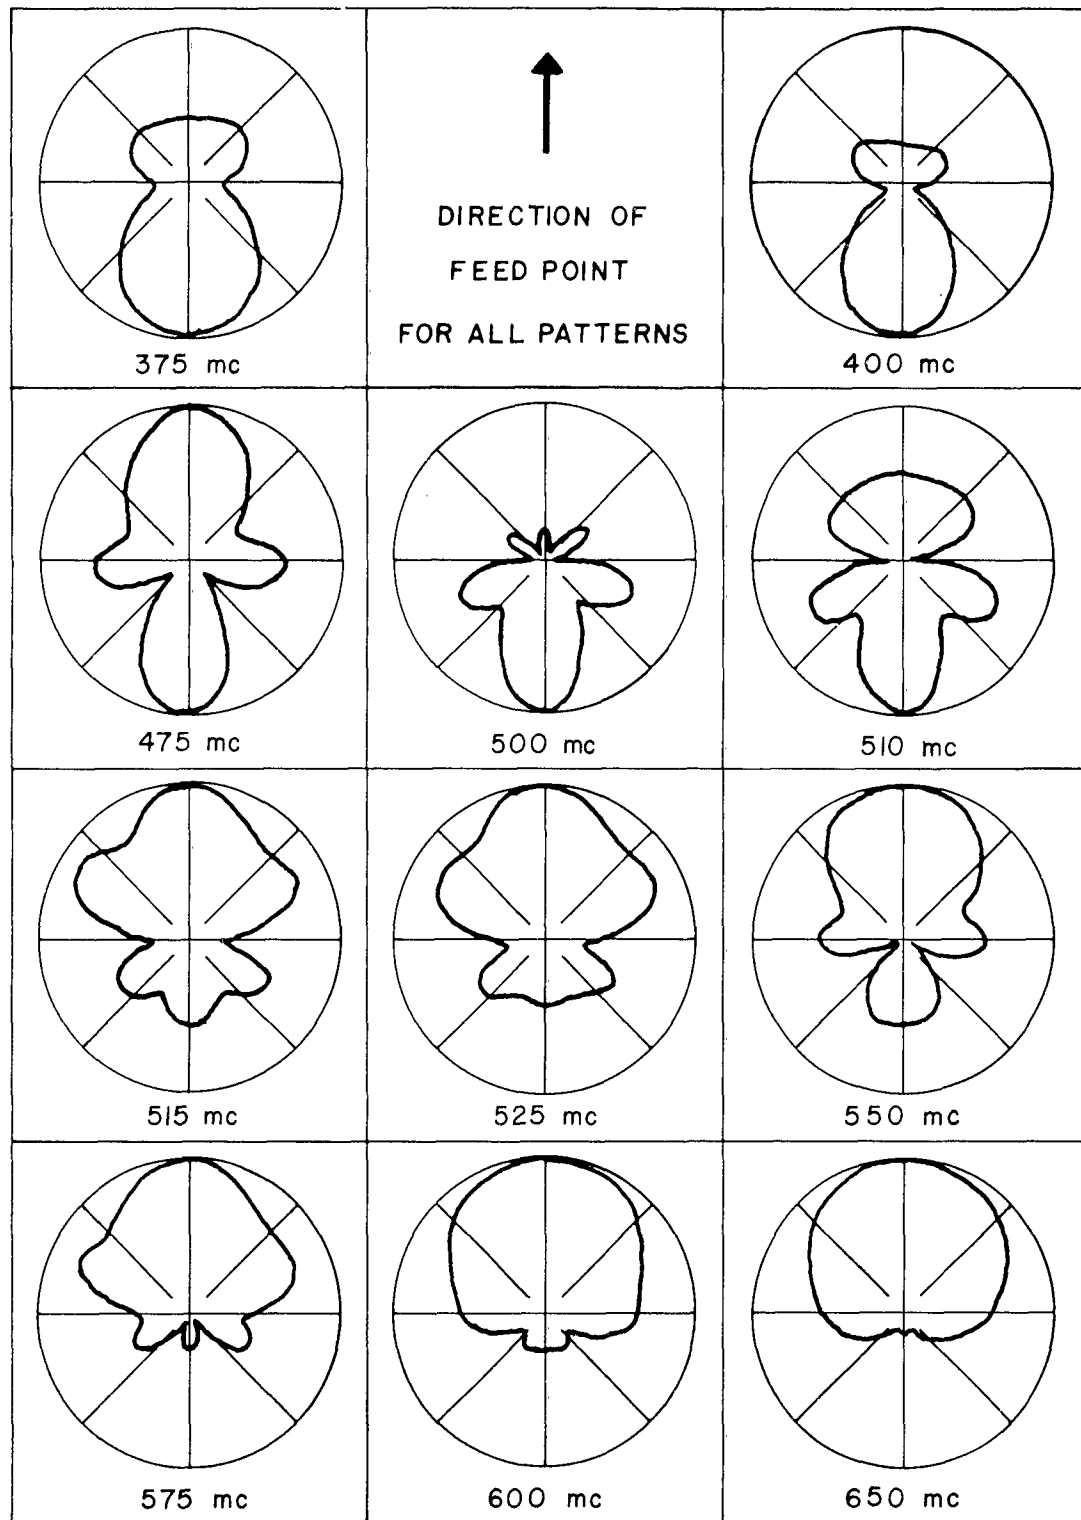 DIRECTION OF
FEED POINT
FOR ALL PATTERNS
375 mc
400 mc
475 mc
500 mc
510 mc
515 mc
525 mc
550 mc
575 mc
600 mc
650 mc